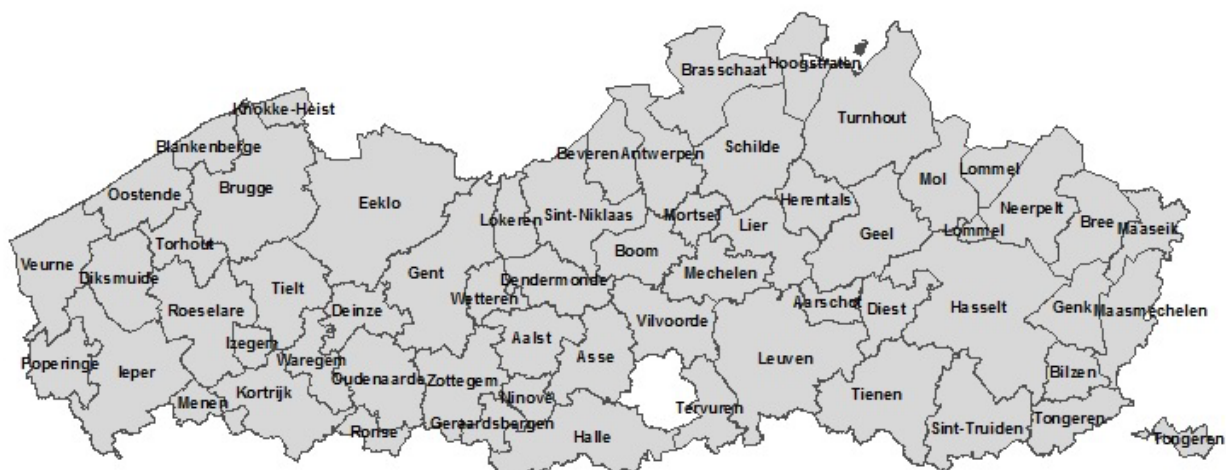 Hoogstraten
Brasschaat
Knokke-Heist
Turnhout
Blankenberge
Beveren
Antwerpen
Schilde
Lommel
Mol
Oostende
Brugge
Eeklo
Herentals
Neerpelt
Lokeren
Sint-Niklaas
Mortsel
Lier
Geel
Lommel
Bree
Maaseik
Torhout
Boom
Veurne
Diksmuide
Gent
Dendermonde
Mechelen
Tielt
Wetteren
Aarschot
Diest
Hasselt
Genk
Maasmechelen
Roeselare
Deinze
Vilvoorde
Izegem
Aalst
Asse
Leuven
Poperinge
Ieper
Waregem
Oudenaarde
Zottegem
Bilzen
Kortrijk
Ninove
Tienen
Menen
Tervuren
Geraardsbergen
Tongeren
Ronse
Halle
Sint-Truiden
Tongeren